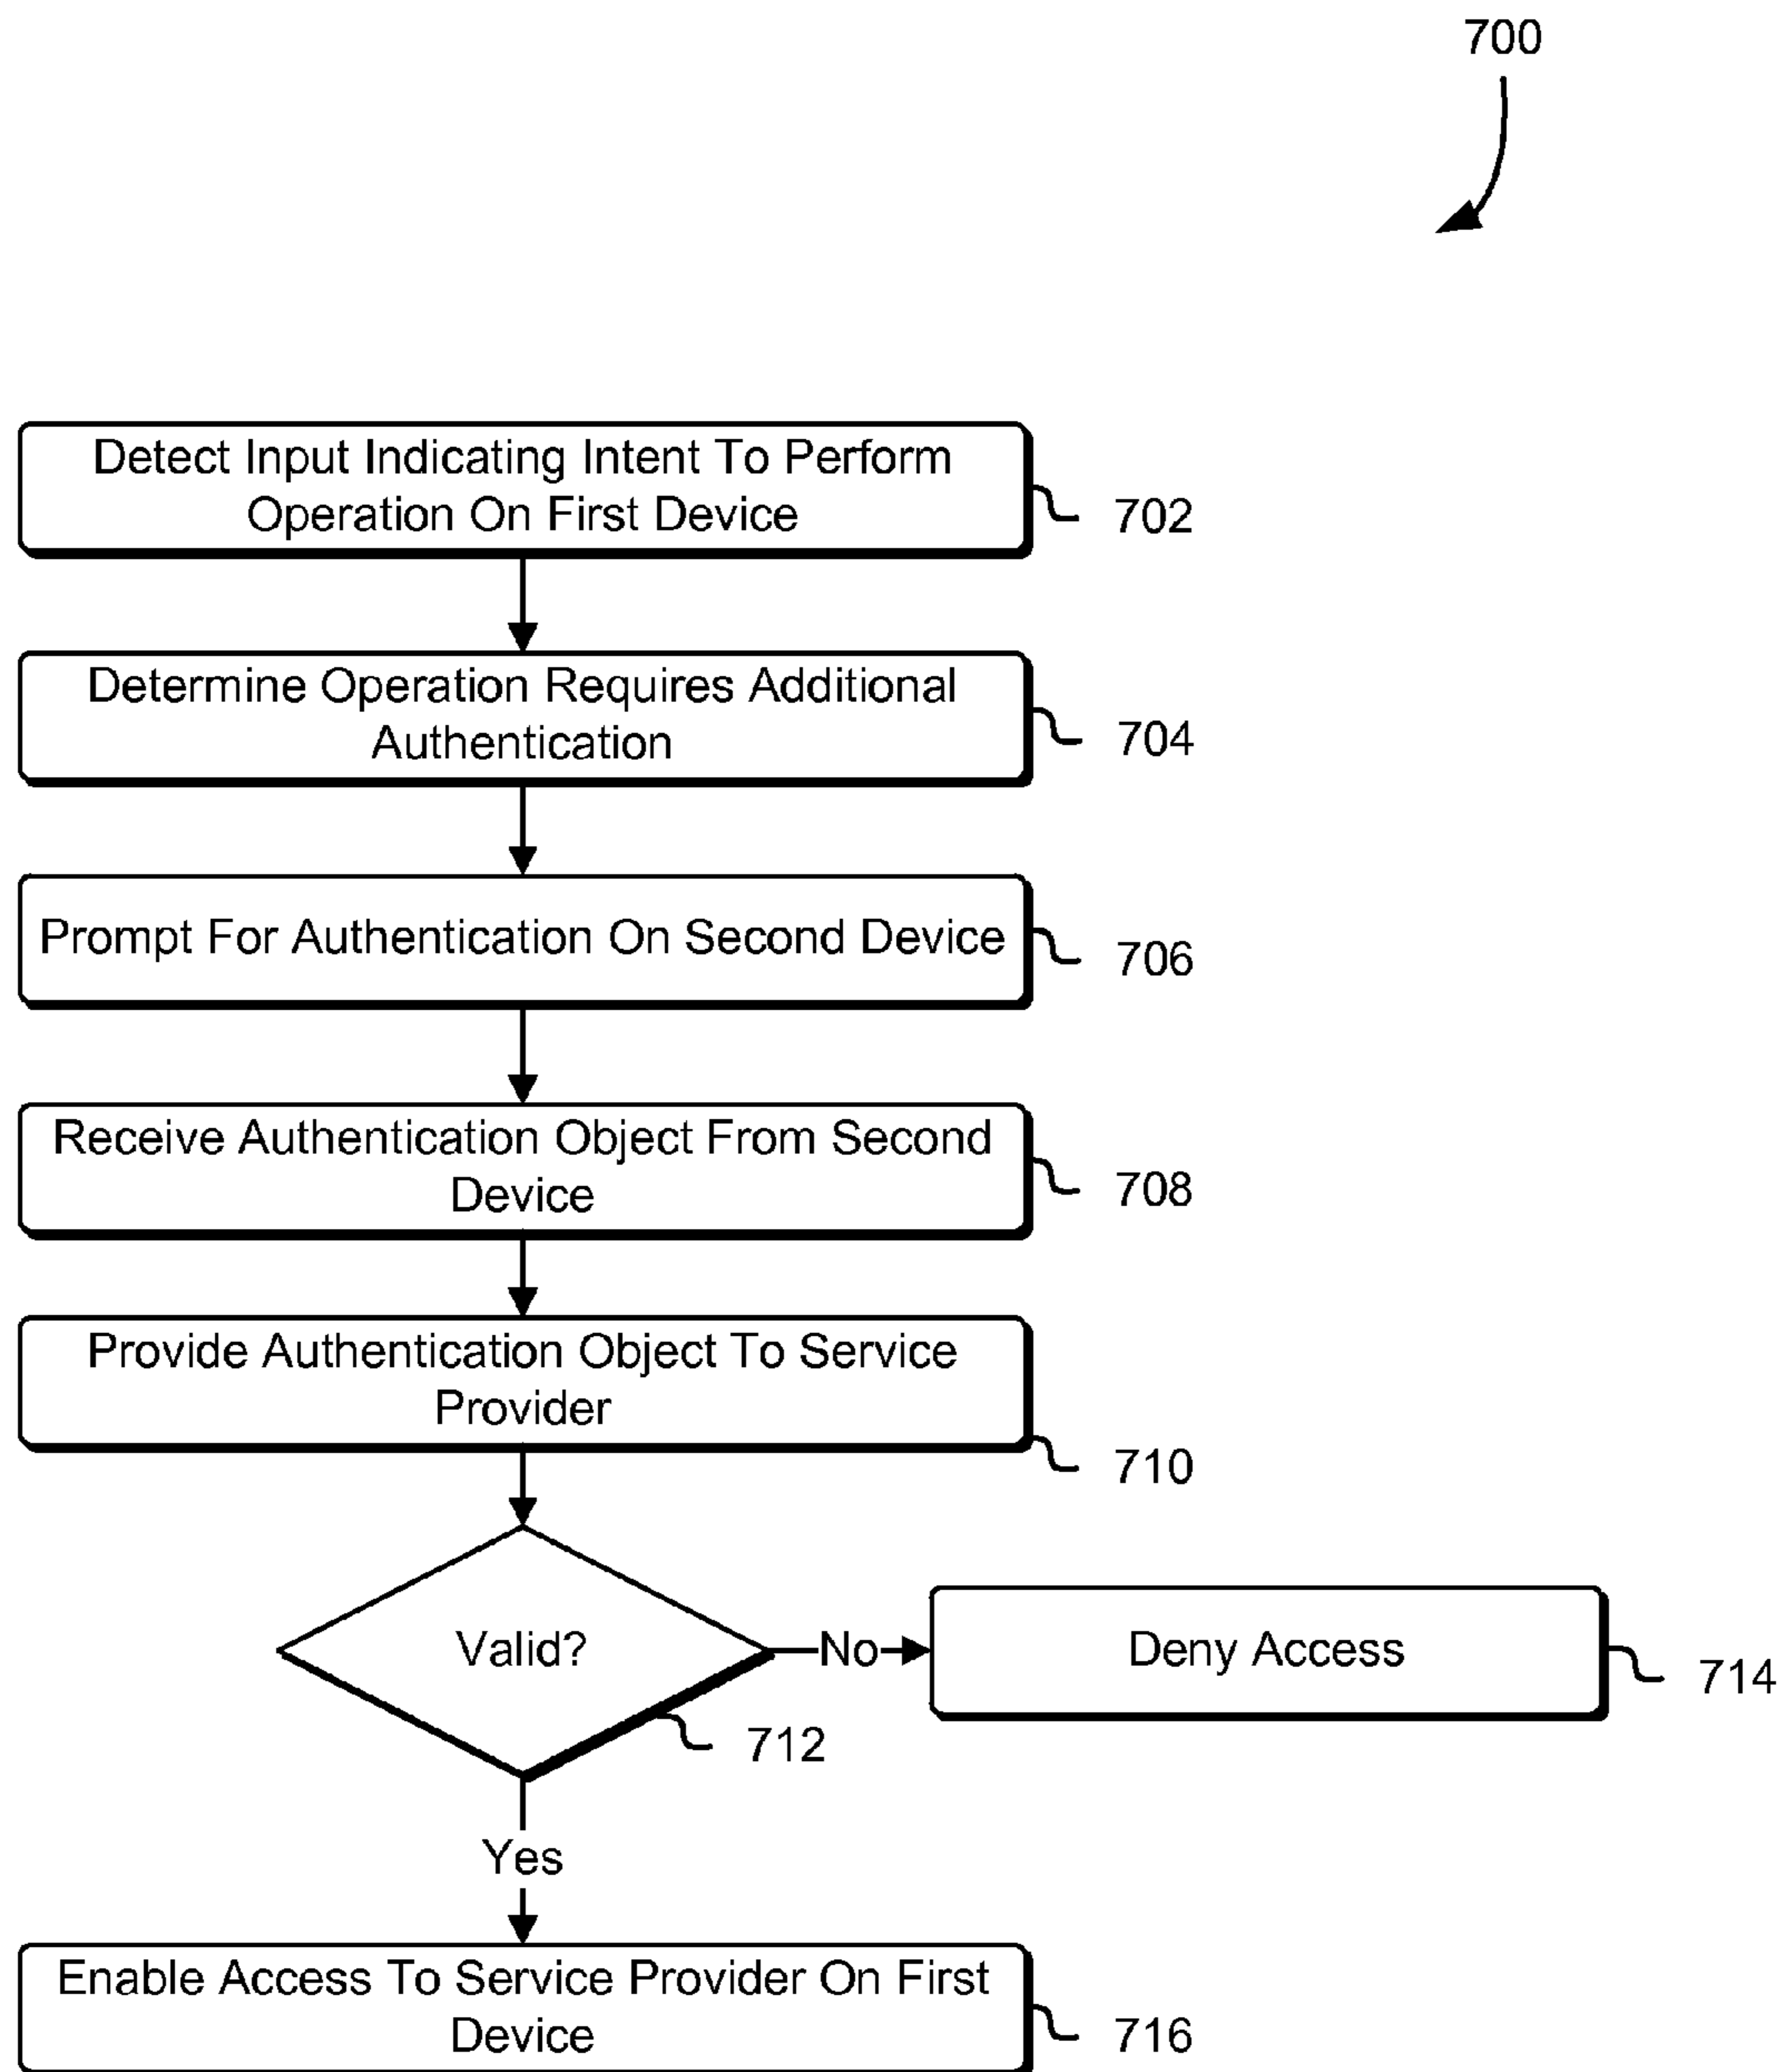 700
Detect Input Indicating Intent To Perform
Operation On First Device
702
Determine Operation Requires Additional
Authentication
704
Prompt For Authentication On Second Device
706
Receive Authentication Object From Second
Device
708
Provide Authentication Object To Service
Provider
710
Valid?
No
Deny Access
714
712
Yes
Enable Access To Service Provider On First
Device
716